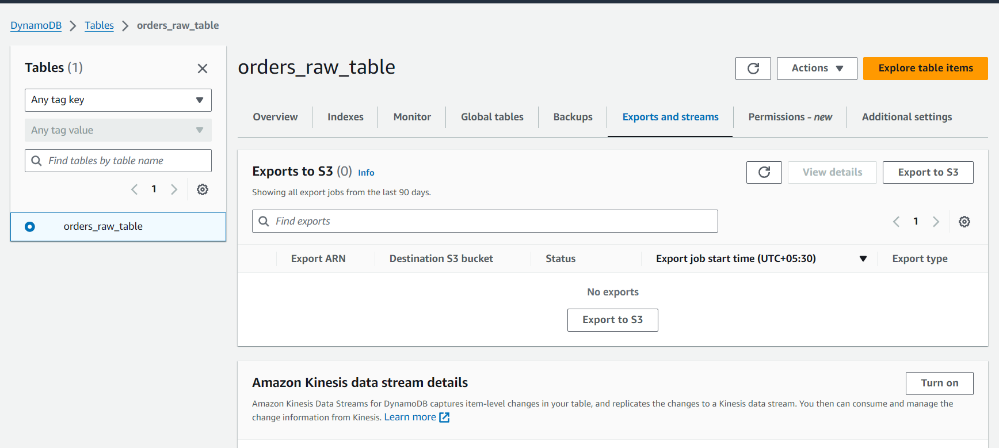 DynamoDB > Tables > orders_raw_table
Tables (1)
Any tag key
Any tag value
Find tables by table name
1
orders_raw_table
orders_raw_table
Actions
Explore table items
Overview
Indexes
Monitor
Global tables
Backups
Exports and streams
Permissions - new
Additional settings
Exports to S3 (0) Info
View details
Export to S3
Showing all export jobs from the last 90 days.
Find exports
1
Export ARN
Destination S3 bucket
Status
Export job start time (UTC+05:30)
Export type
No exports
Export to S3
Amazon Kinesis data stream details
Turn on
Amazon Kinesis Data Streams for DynamoDB captures item-level changes in your table, and replicates the changes to a Kinesis data stream. You then can consume and manage the
change information from Kinesis. Learn more